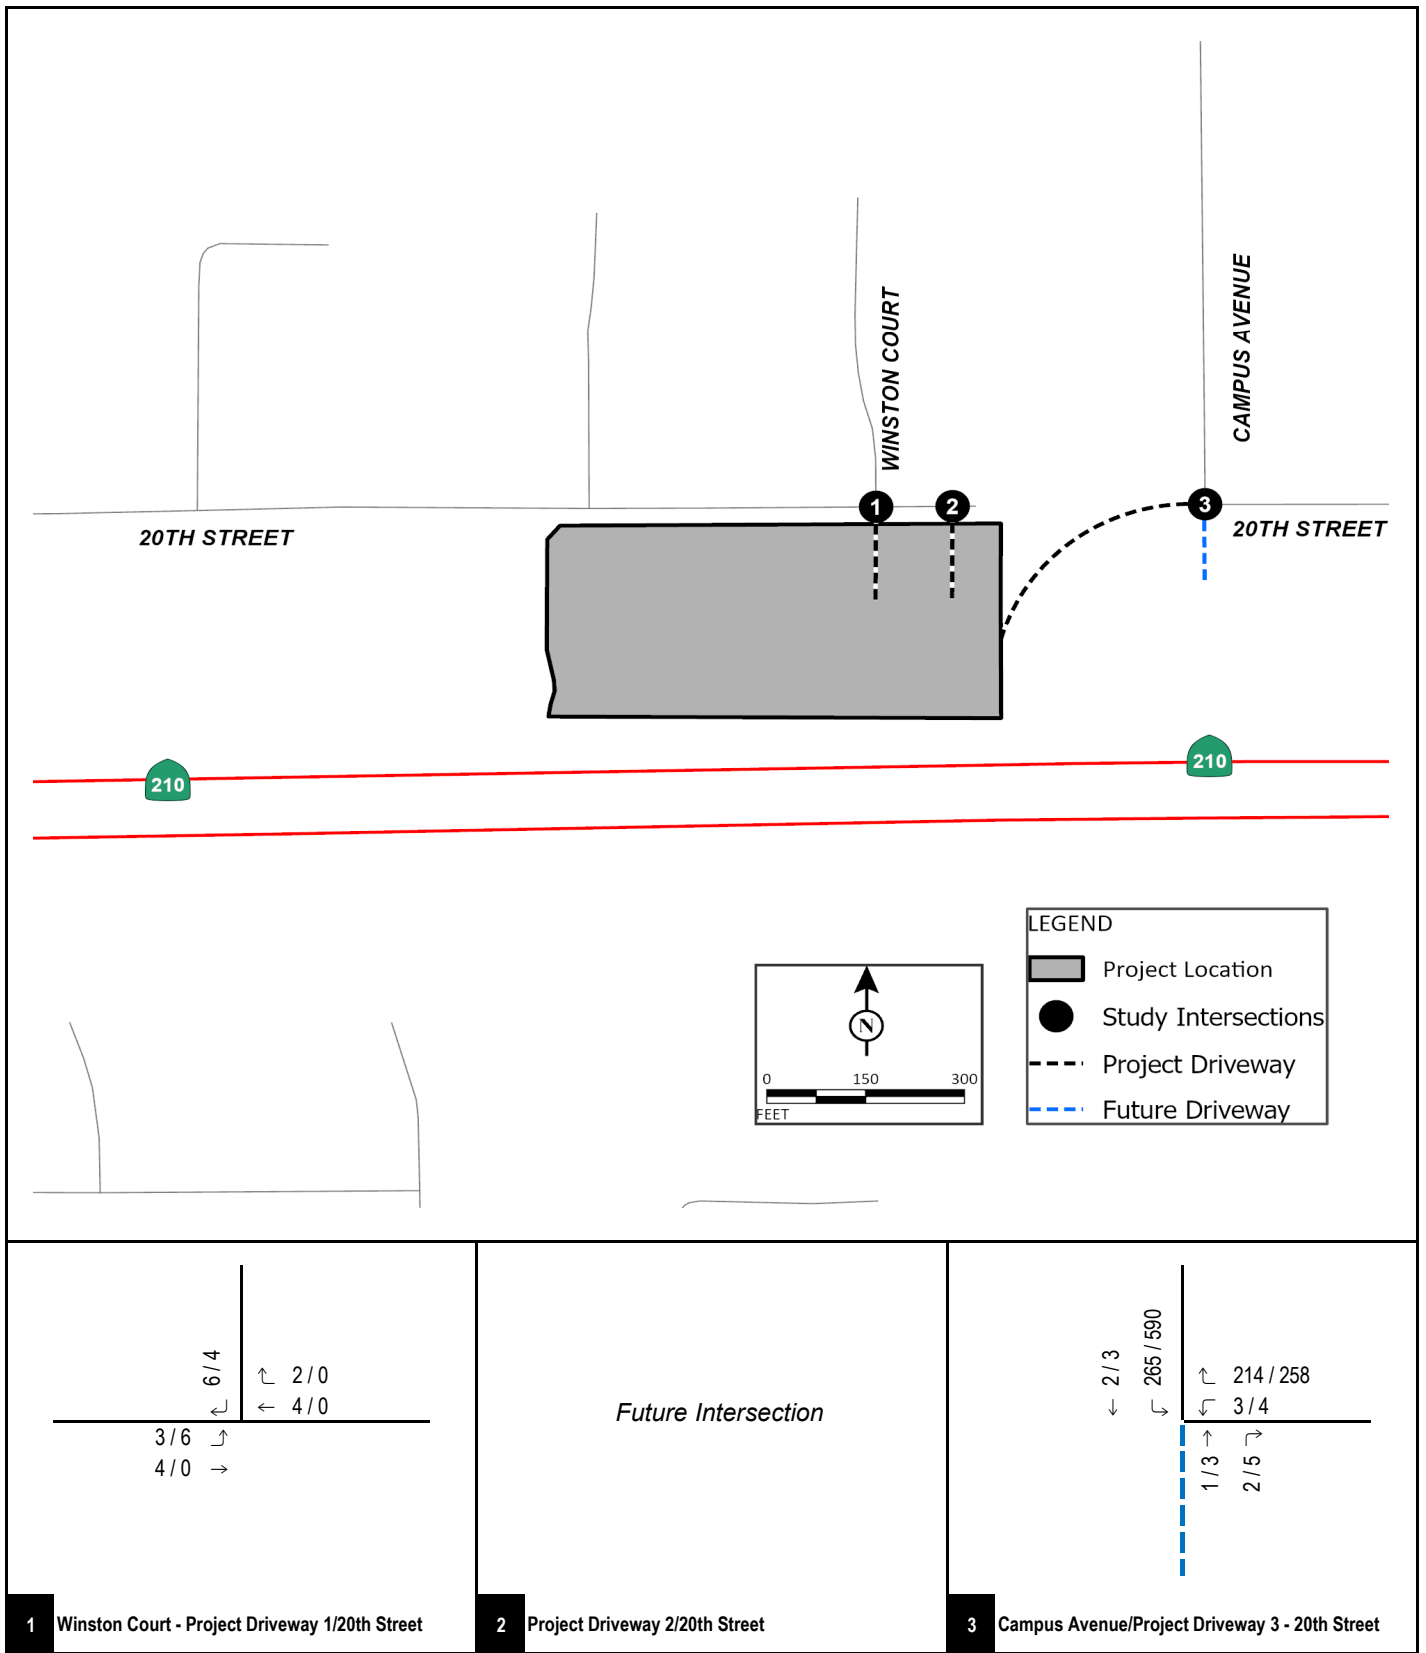 WINSTON COURT
CAMPUS AVENUE
1
2
3
20TH STREET
20TH STREET
210
210
LEGEND
Project Location
Study Intersections
Project Driveway
Future Driveway
N
0 150 300
FEET
6 / 4
2 / 0
4 / 0
3 / 6
4 / 0
1 Winston Court - Project Driveway 1/20th Street
Future Intersection
2 Project Driveway 2/20th Street
2 / 3
265 / 590
214 / 258
3 / 4
1 / 3
2 / 5
3 Campus Avenue/Project Driveway 3 - 20th Street